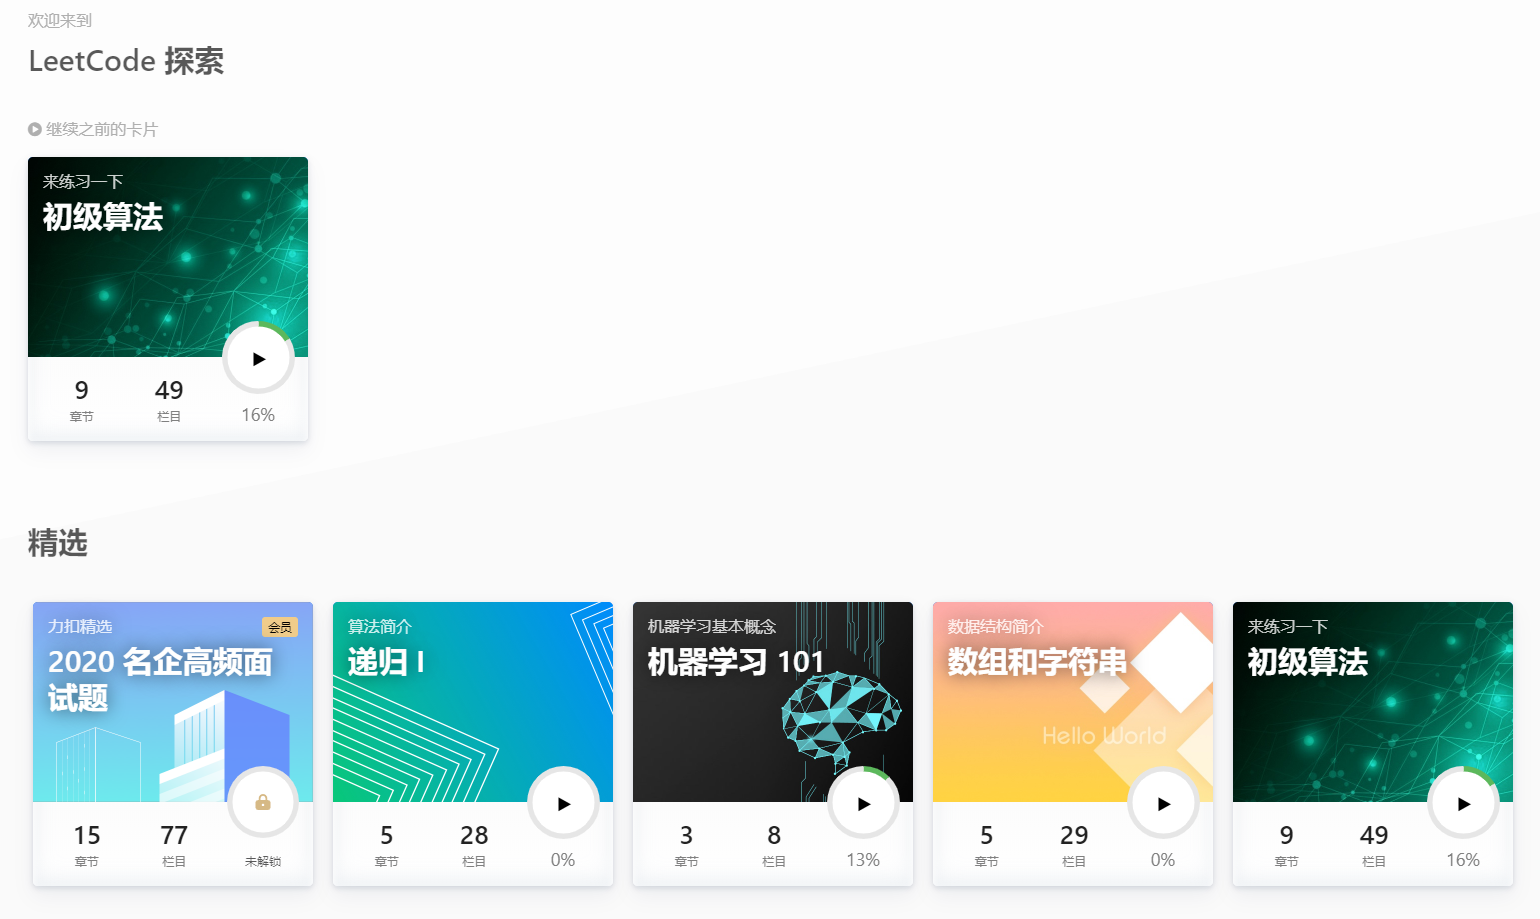 欢迎来到
LeetCode 探索
继续之前的卡片
来练习一下
初级算法
9
章节
49
栏目
16%
精选
力扣精选
会员
2020 名企高频面
试题
15
章节
77
栏目
未解锁
算法简介
递归 I
5
章节
28
栏目
0%
机器学习基本概念
机器学习 101
3
章节
8
栏目
13%
数据结构简介
数组和字符串
Hello World
5
章节
29
栏目
0%
来练习一下
初级算法
9
章节
49
栏目
16%